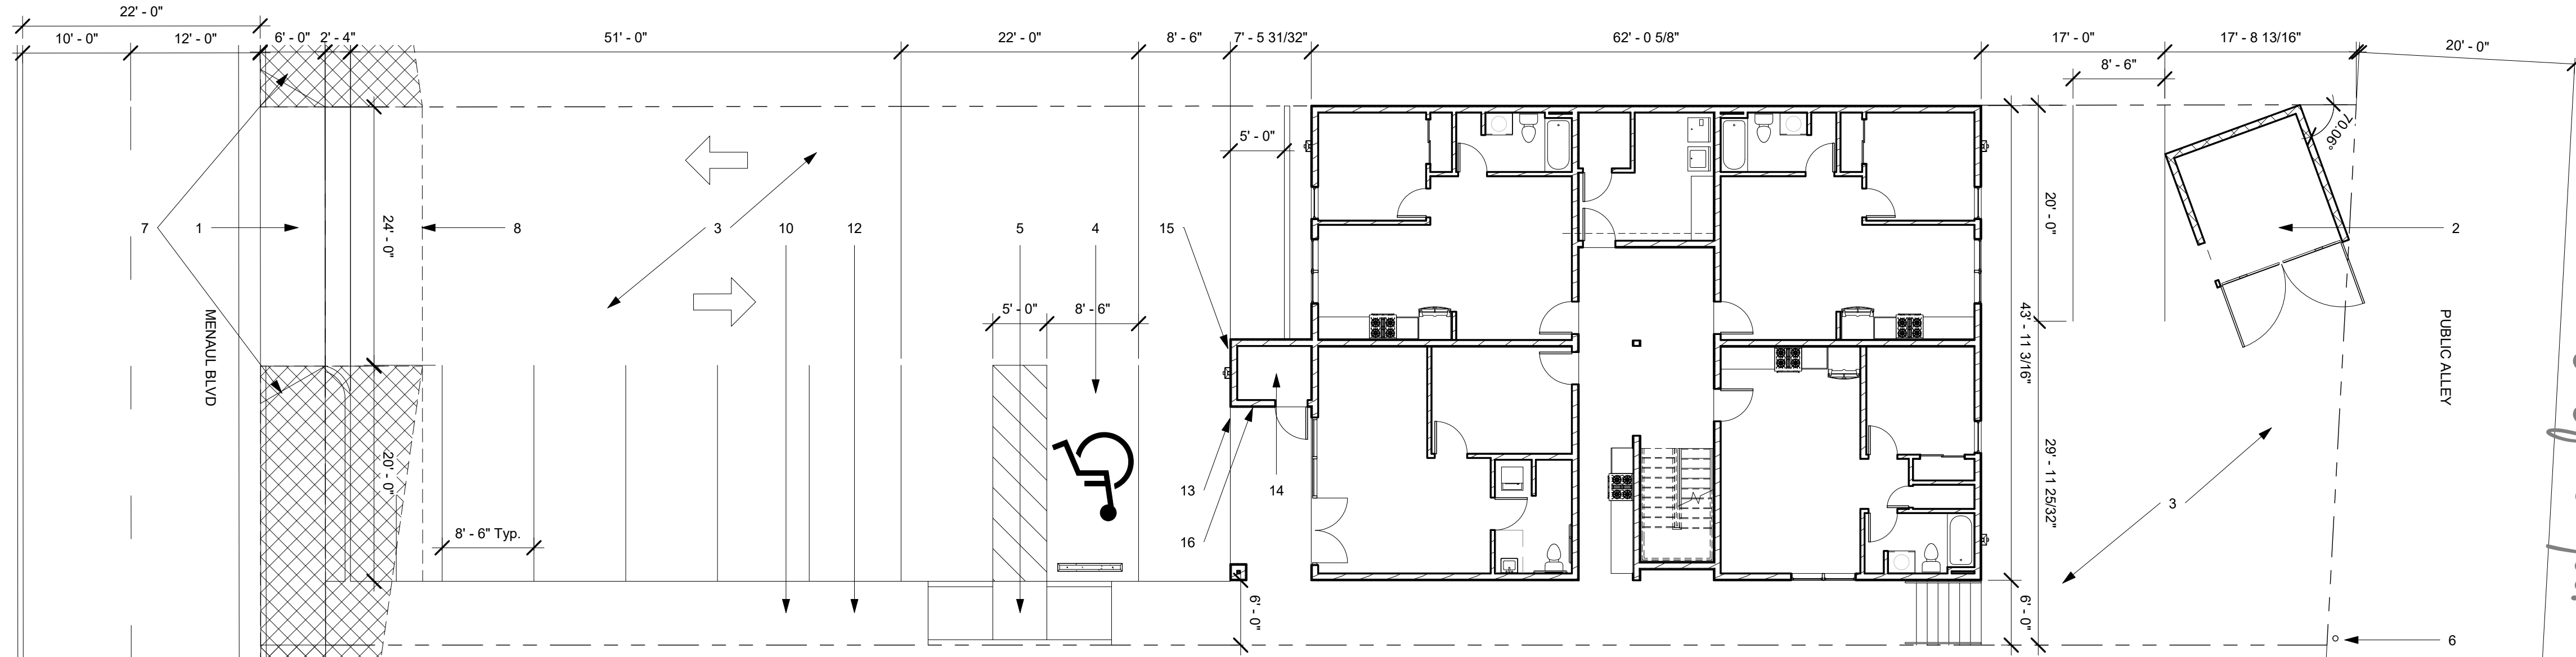 22' - 0"
10' - 0"
12' - 0"
6' - 0"
2' - 4"
51' - 0"
22' - 0"
8' - 6"
7' - 5 31/32"
62' - 0 5/8"
17' - 0"
17' - 8 13/16"
20' - 0"
8' - 6"
5' - 0"
70.06°
7
1
24' - 0"
8
3
10
12
5
4
15
20' - 0"
2
MENAUL BLVD
5' - 0"
8' - 6"
43' - 11 3/16"
PUBLIC ALLEY
20' - 0"
13
14
29' - 11 25/32"
3
8' - 6" Typ.
16
6' - 0"
6' - 0"
6